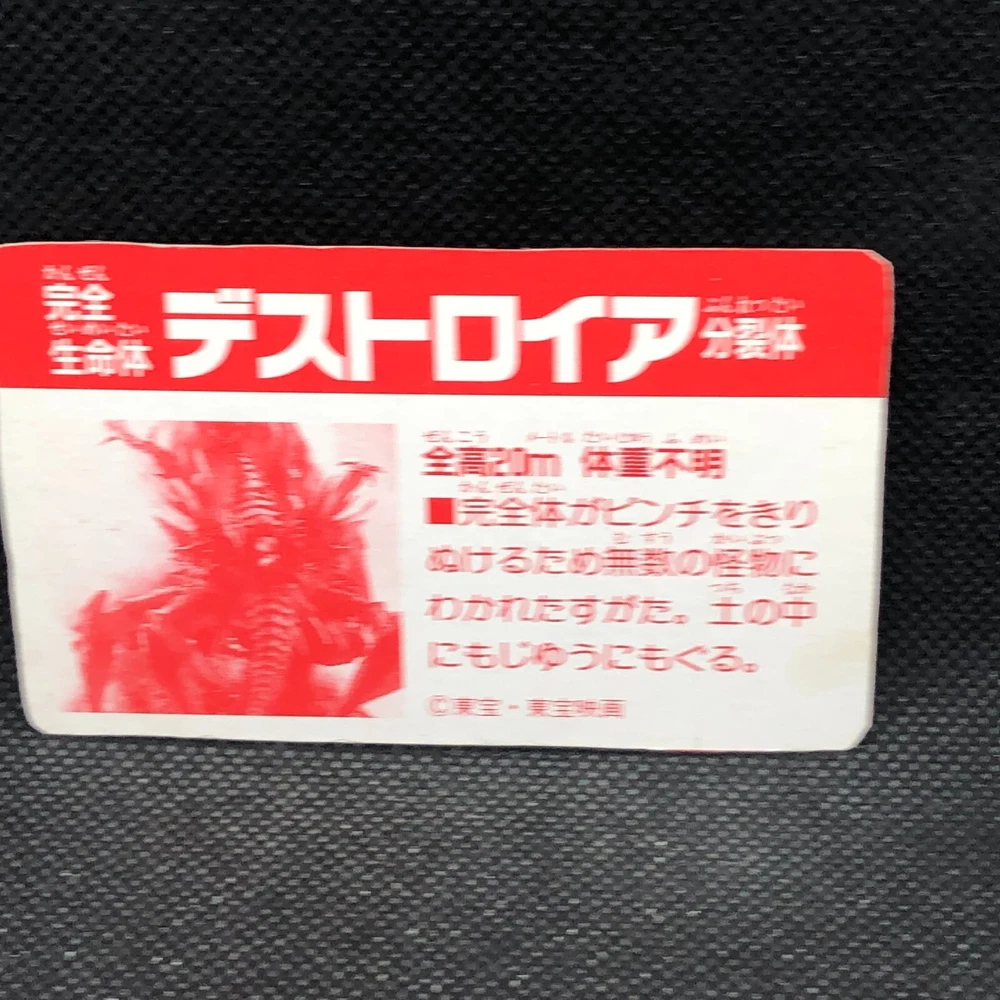 完全
生命体
デストロイア
分裂体
全高20m 体重不明
■完全体がピンチをきり
ぬけるため無数の怪物に
わかれたすがた。土の中
にもじゆうにもぐる。
©東宝・東宝映画